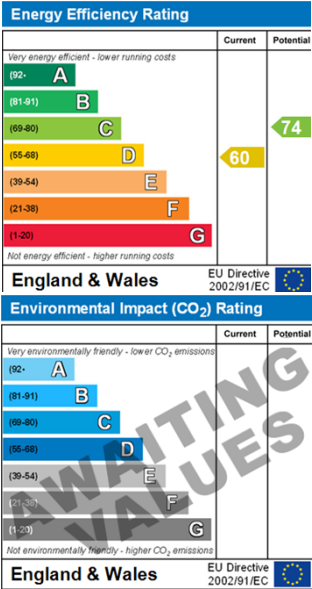 Energy Efficiency Rating
Current Potential
Very energy efficient - lower running costs
(92- A
(81-91) B
(69-80) C
74
(55-68) D
60
(39-54) E
(21-38) F
(1-20) G
Not energy efficient - higher running costs
England & Wales
EU Directive
2002/91/EC
Environmental Impact (CO2) Rating
Current Potential
Very environmentally friendly - lower CO2 emissions
(92- A
(81-91) B
(69-80) C
(55-68) D
(39-54) E
(21-38) F
(1-20) G
AWAITING
VALUES
Not environmentally friendly - higher CO2 emissions
England & Wales
EU Directive
2002/91/EC